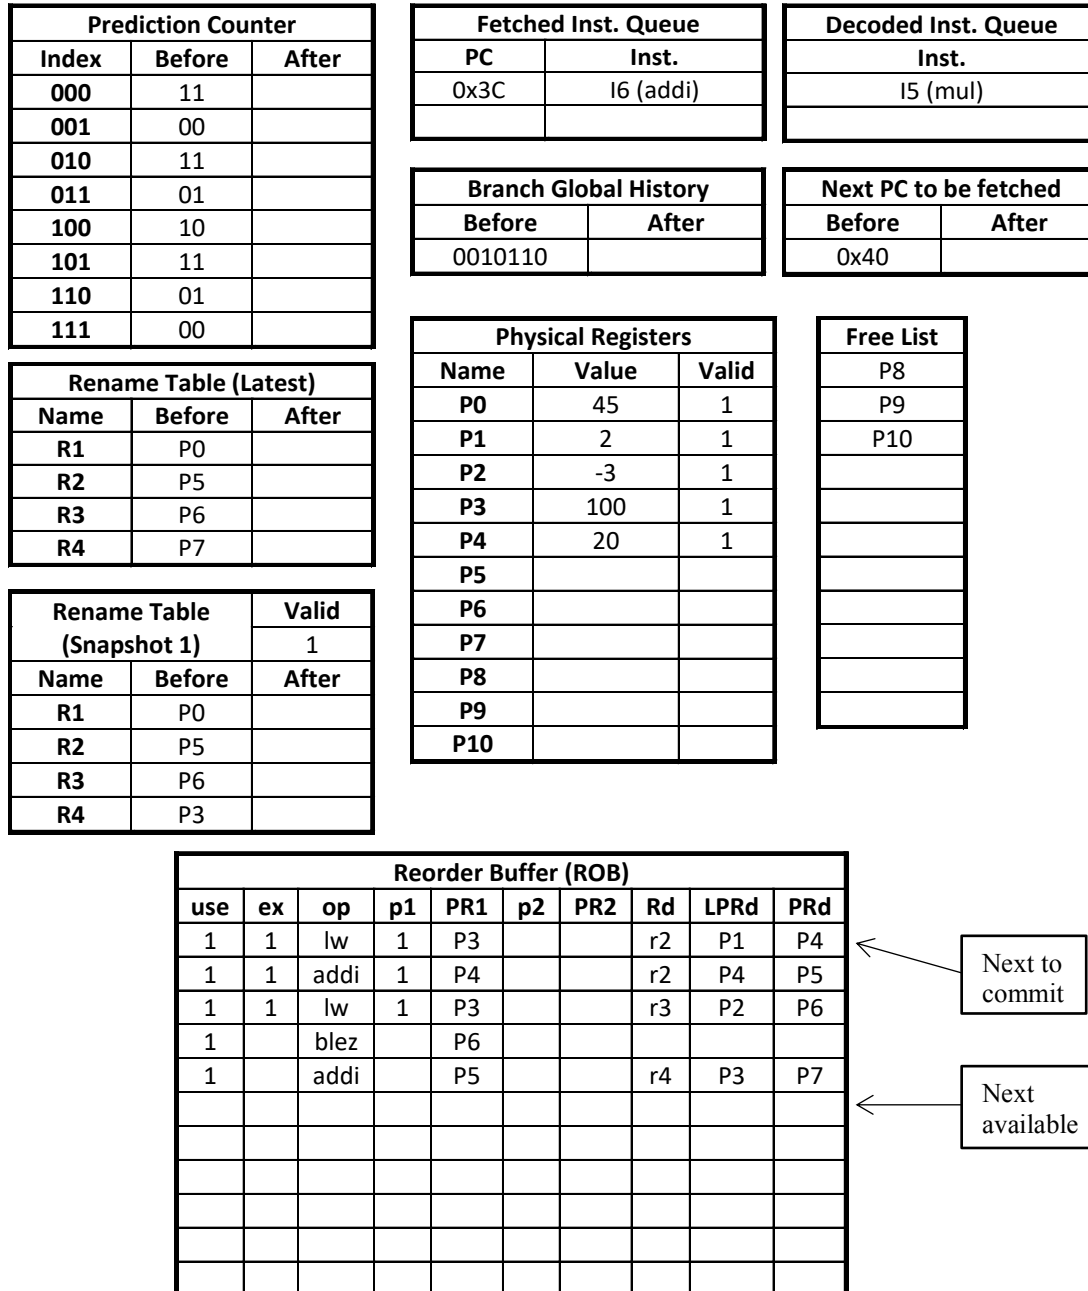 Prediction Counter
Index Before After
000 11
001 00
010 11
011 01
100 10
101 11
110 01
111 00
Fetched Inst. Queue
PC Inst.
0x3C I6 (addi)
Decoded Inst. Queue
Inst.
I5 (mul)
Branch Global History
Before After
0010110
Next PC to be fetched
Before After
0x40
Rename Table (Latest)
Name Before After
R1 P0
R2 P5
R3 P6
R4 P7
Rename Table Valid
(Snapshot 1) 1
Name Before After
R1 P0
R2 P5
R3 P6
R4 P3
Physical Registers
Name Value Valid
P0 45 1
P1 2 1
P2 -3 1
P3 100 1
P4 20 1
P5
P6
P7
P8
P9
P10
Free List
P8
P9
P10
Reorder Buffer (ROB)
use ex op p1 PR1 p2 PR2 Rd LPRd PRd
1 1 lw 1 P3 r2 P1 P4
1 1 addi 1 P4 r2 P4 P5
1 1 lw 1 P3 r3 P2 P6
1 blez P6
1 addi P5 r4 P3 P7
Next to
commit
Next
available